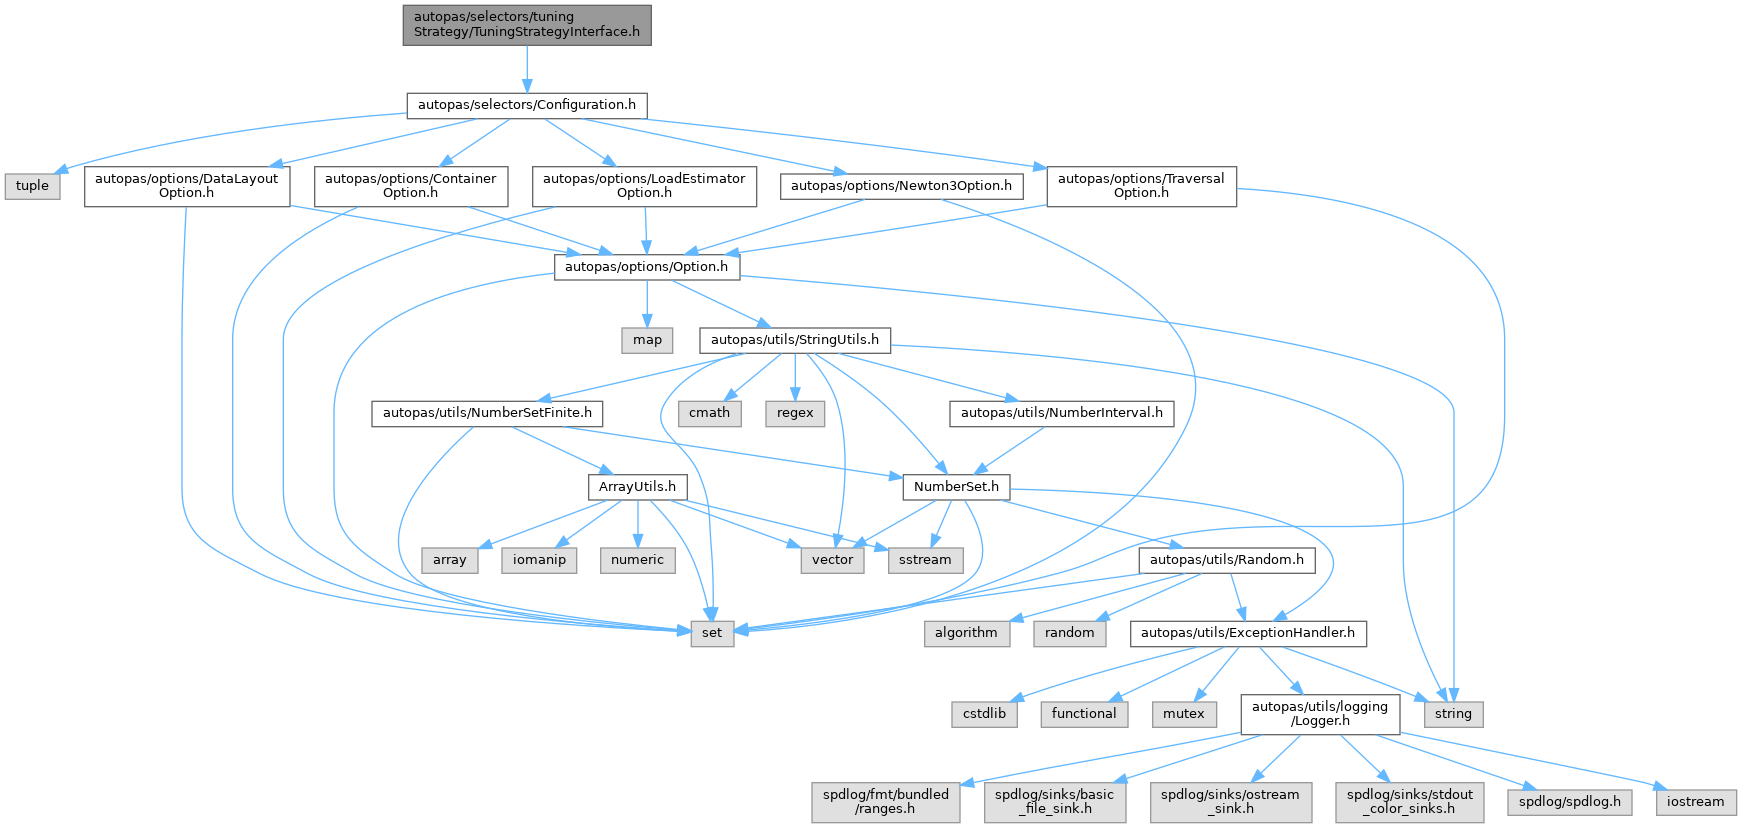 autopas/selectors/tuning
Strategy/TuningStrategyInterface.h
autopas/selectors/Configuration.h
tuple
autopas/options/DataLayout
Option.h
autopas/options/Container
Option.h
autopas/options/LoadEstimator
Option.h
autopas/options/Newton3Option.h
autopas/options/Traversal
Option.h
autopas/options/Option.h
map
autopas/utils/StringUtils.h
autopas/utils/NumberSetFinite.h
cmath
regex
autopas/utils/NumberInterval.h
ArrayUtils.h
NumberSet.h
array
iomanip
numeric
vector
sstream
autopas/utils/Random.h
set
algorithm
random
autopas/utils/ExceptionHandler.h
cstdlib
functional
mutex
autopas/utils/logging
/Logger.h
string
spdlog/fmt/bundled
/ranges.h
spdlog/sinks/basic
_file_sink.h
spdlog/sinks/ostream
_sink.h
spdlog/sinks/stdout
_color_sinks.h
spdlog/spdlog.h
iostream